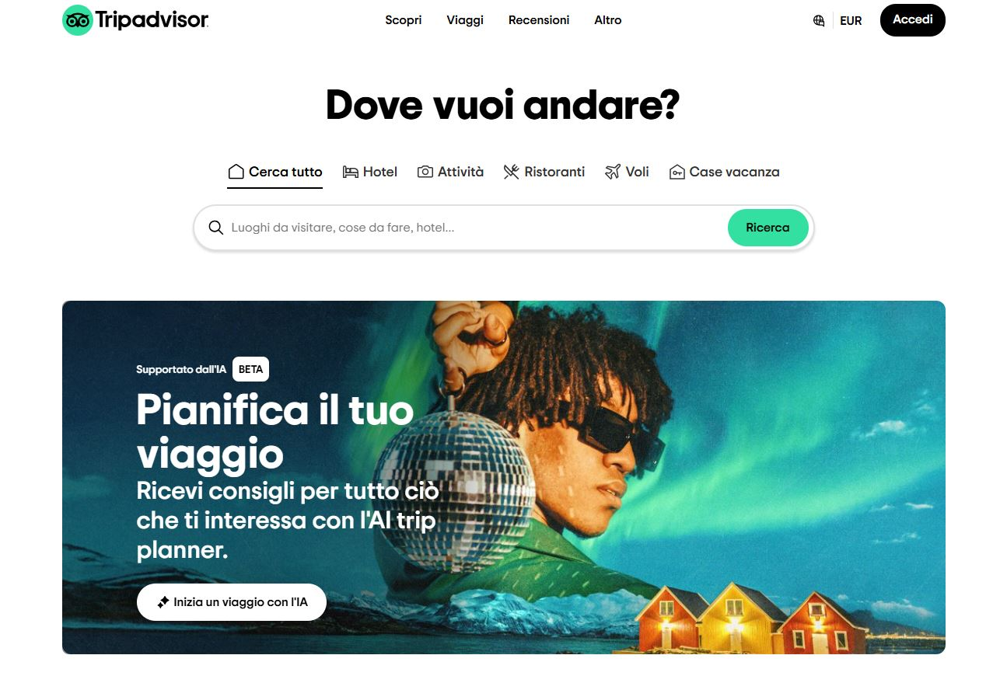 Tripadvisor
Scopri
Viaggi
Recensioni
Altro
EUR
Accedi
Dove vuoi andare?
Cerca tutto
Hotel
Attività
Ristoranti
Voli
Case vacanza
Luoghi da visitare, cose da fare, hotel...
Ricerca
Supportato dall'IA
BETA
Pianifica il tuo
viaggio
Ricevi consigli per tutto ciò
che ti interessa con l'AI trip
planner.
Inizia un viaggio con l'IA